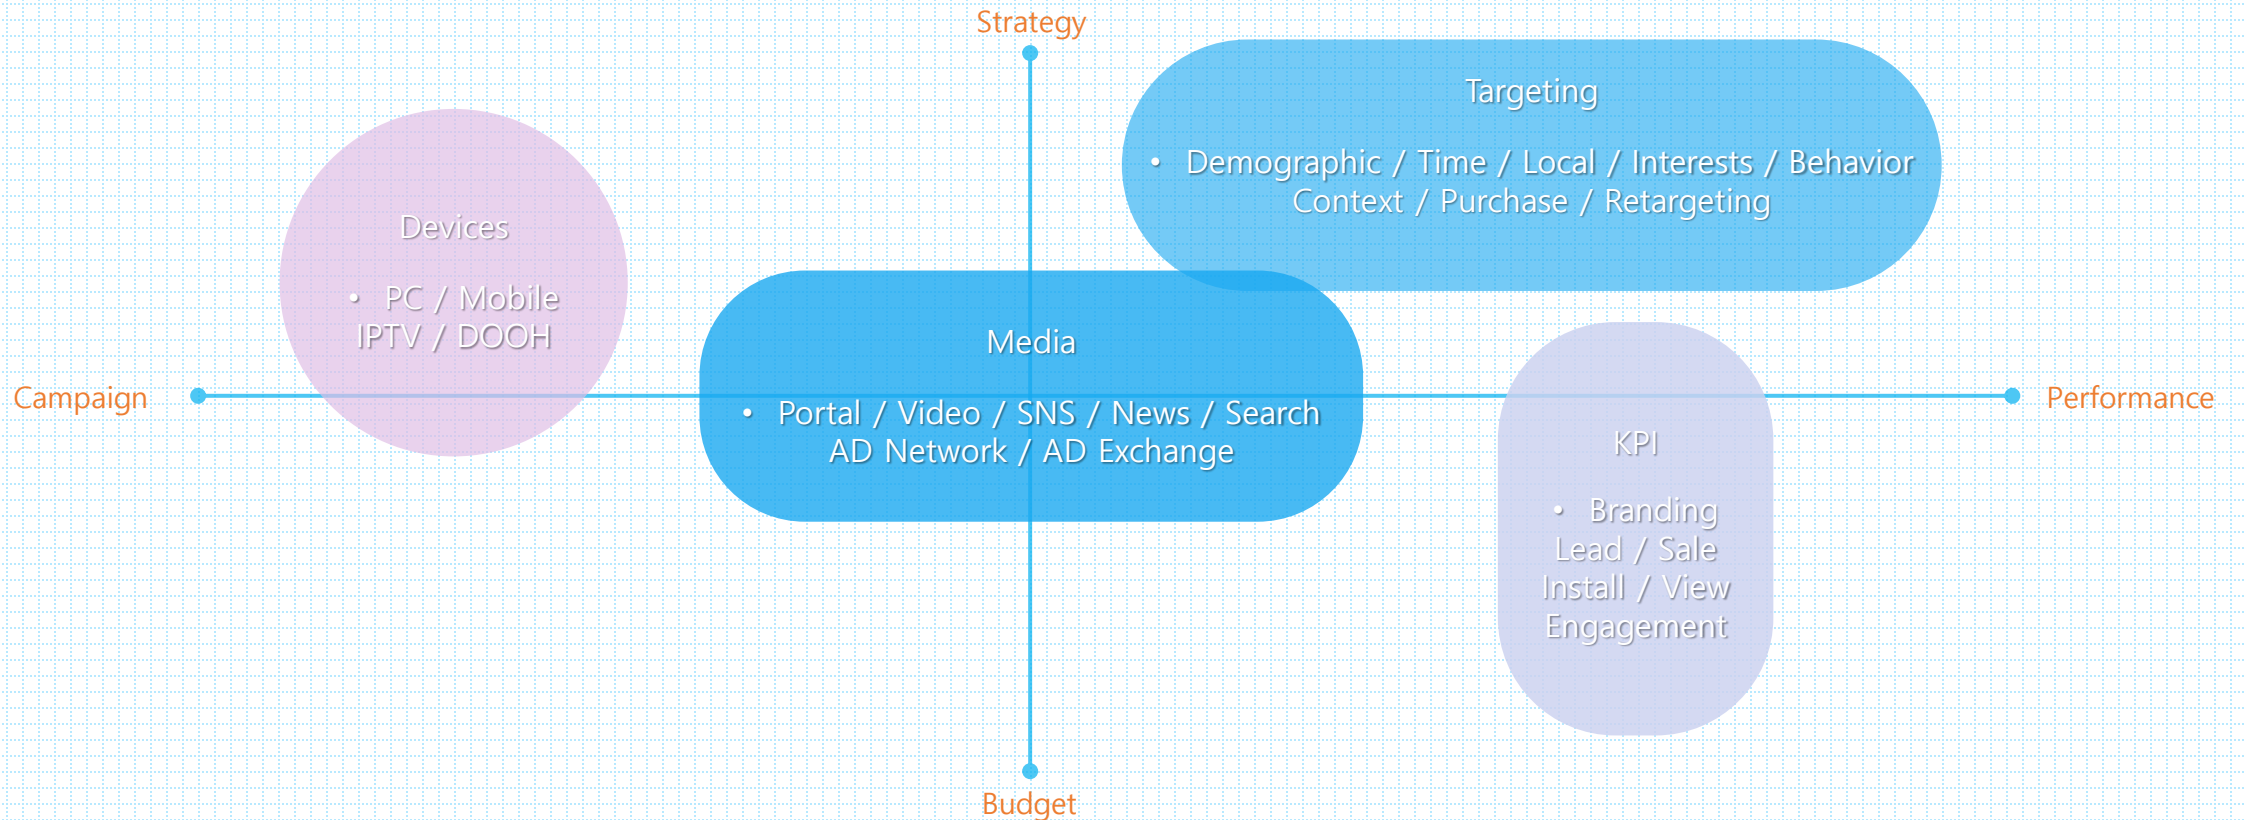 Strategy
Targeting
• Demographic / Time / Local / Interests / Behavior
Context / Purchase / Retargeting
Devices
• PC / Mobile
IPTV / DOOH
Media
• Portal / Video / SNS / News / Search
AD Network / AD Exchange
Campaign
Performance
KPI
• Branding
Lead / Sale
Install / View
Engagement
Budget